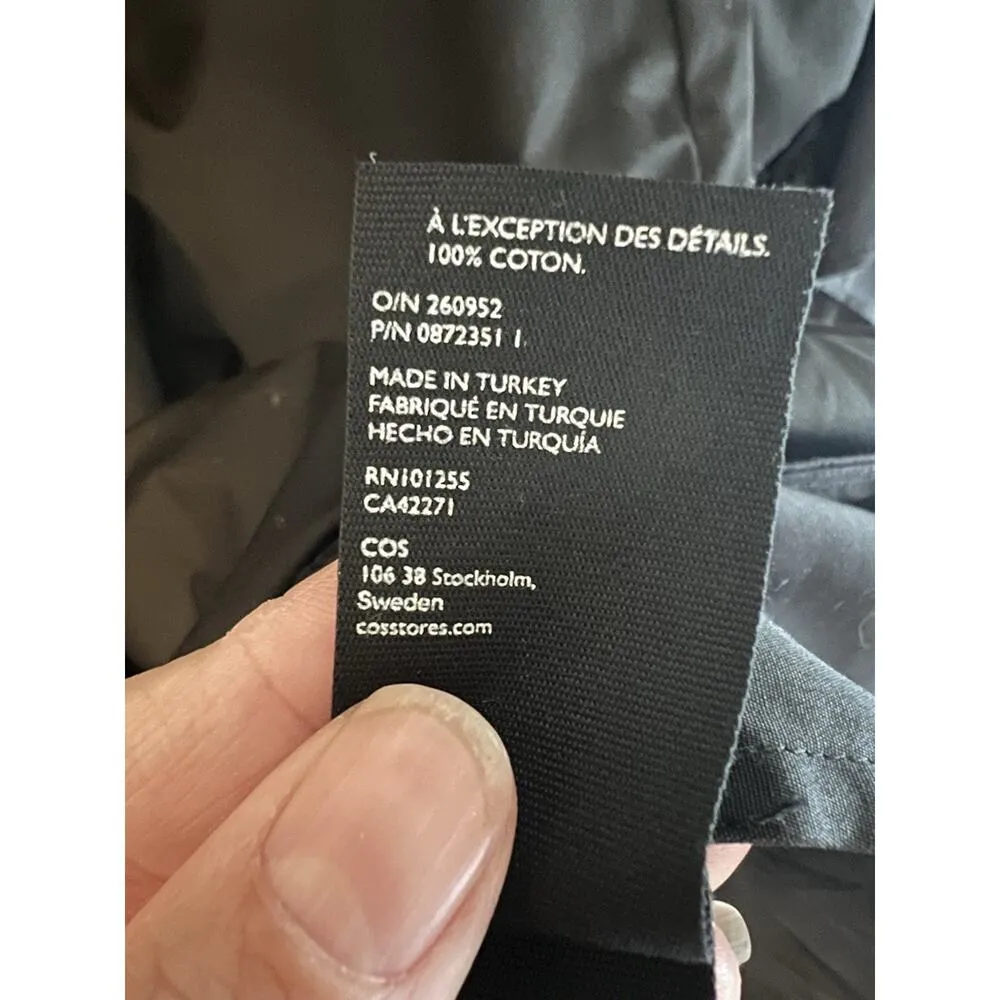 À L'EXCEPTION DES DÉTAILS.
100% COTON.
O/N 260952
P/N 0872351 1
MADE IN TURKEY
FABRIQUÉ EN TURQUIE
HECHO EN TURQUÍA
RN101255
CA42271
COS
106 38 Stockholm,
Sweden
cosstores.com